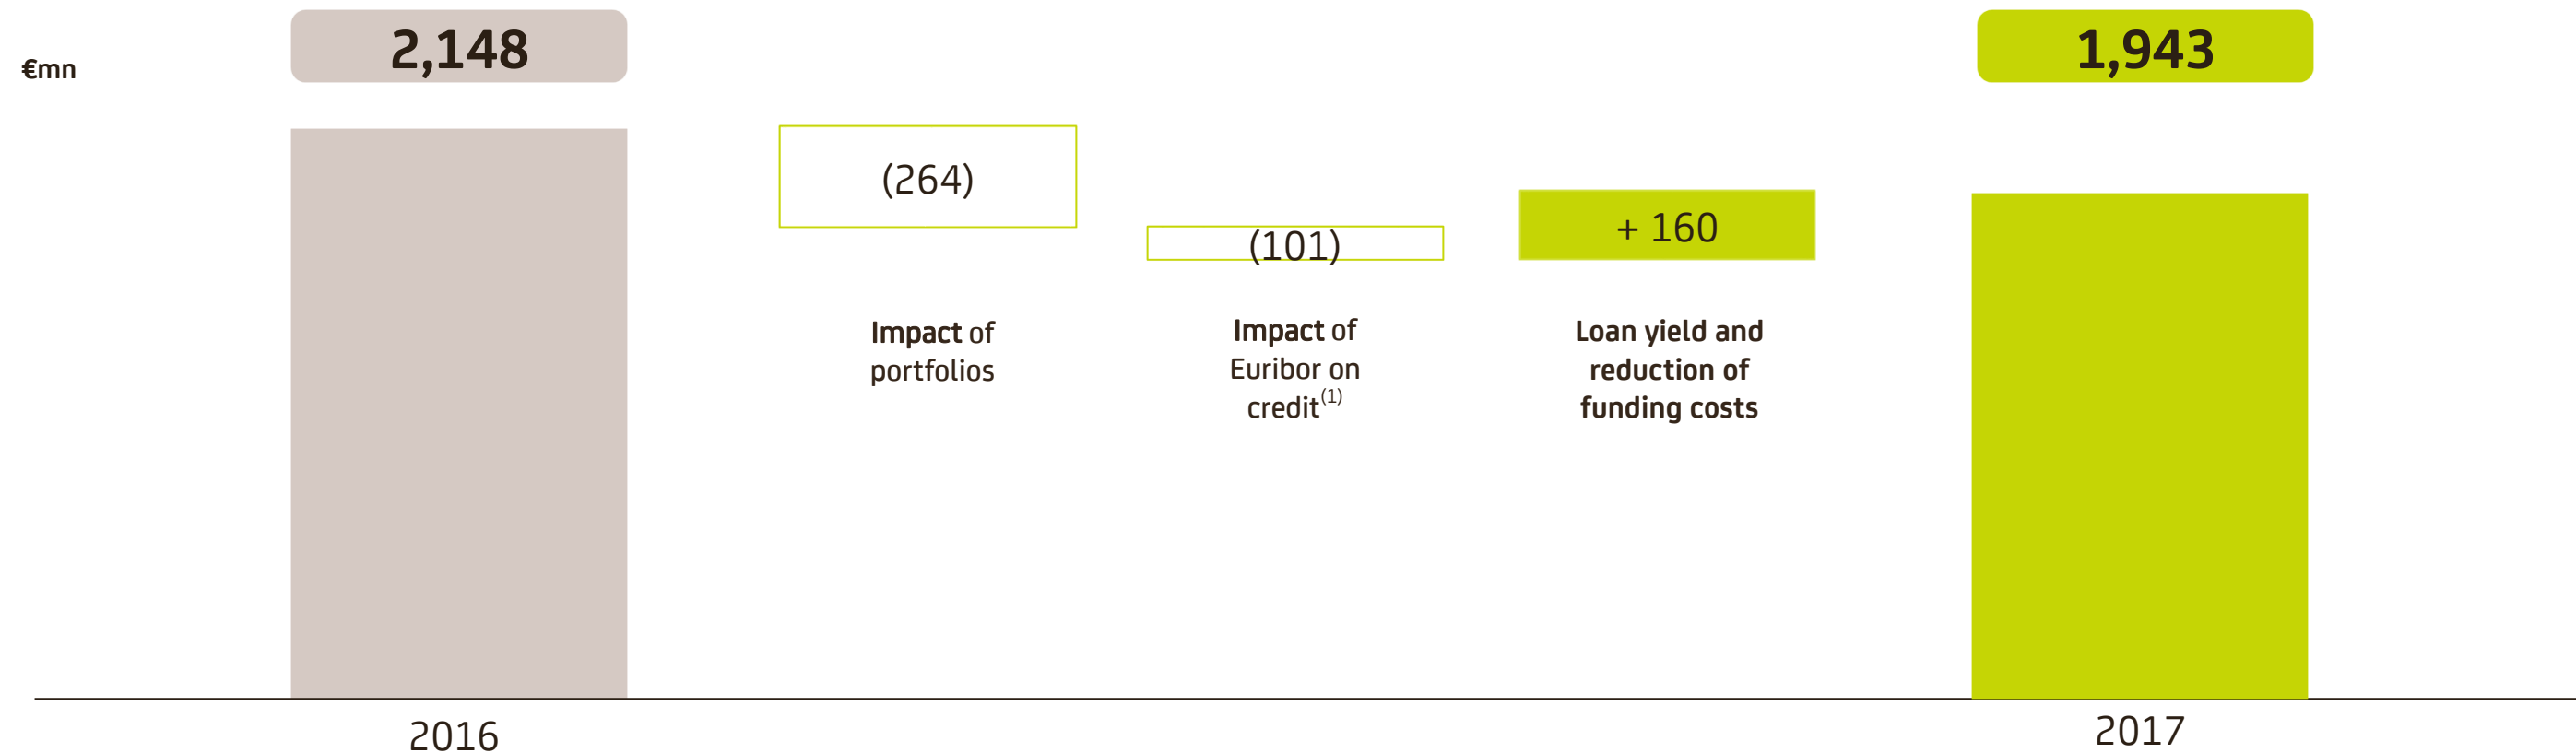 €mn
2,148
1,943
(264)
(101)
+ 160
Impact of
portfolios
Impact of
Euribor on
credit(1)
Loan yield and
reduction of
funding costs
2016
2017